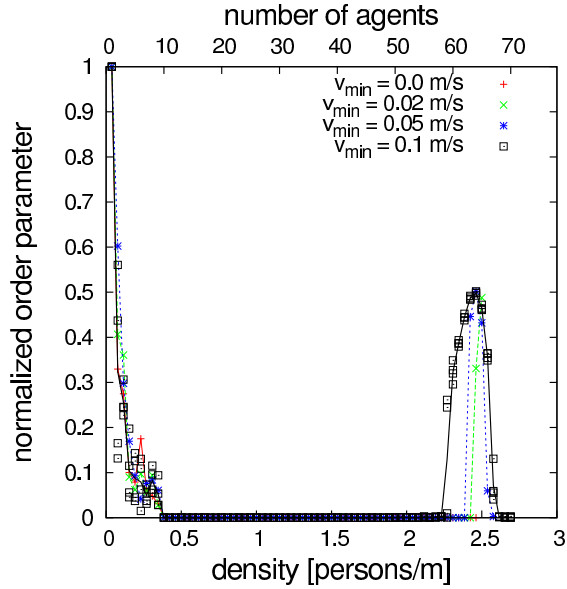 number of agents
0 10 20 30 40 50 60 70
v_min = 0.0 m/s
v_min = 0.02 m/s
v_min = 0.05 m/s
v_min = 0.1 m/s
normalized order parameter
1
0.9
0.8
0.7
0.6
0.5
0.4
0.3
0.2
0.1
0
0 0.5 1 1.5 2 2.5 3
density [persons/m]